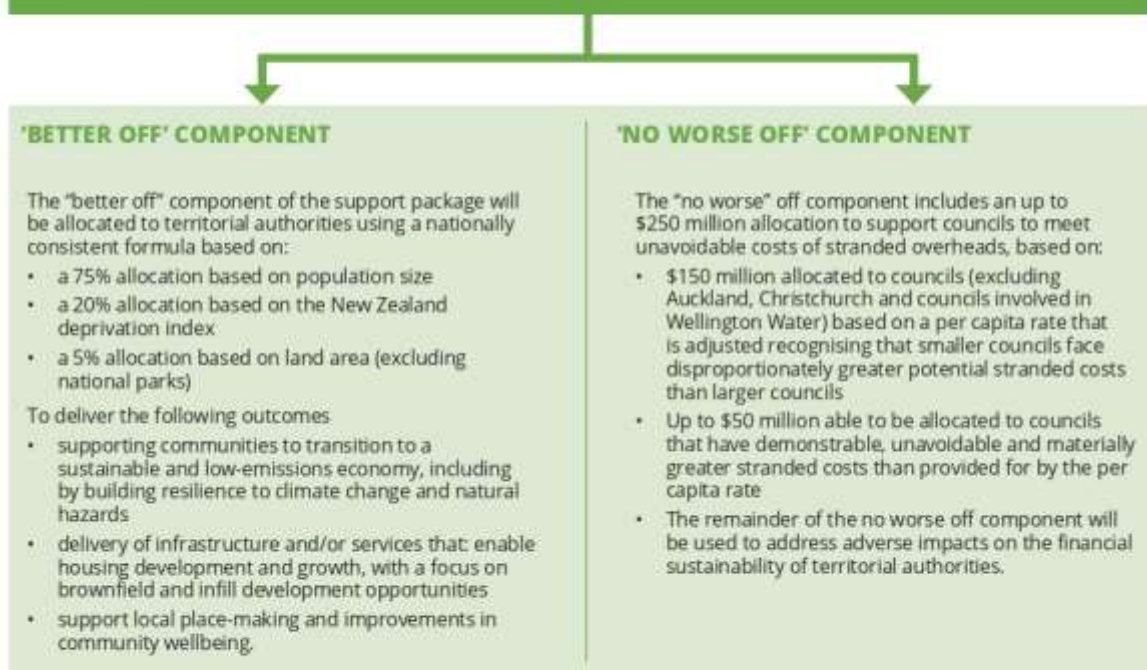 'BETTER OFF' COMPONENT
The "better off" component of the support package will
be allocated to territorial authorities using a nationally
consistent formula based on:
• a 75% allocation based on population size
• a 20% allocation based on the New Zealand
deprivation index
• a 5% allocation based on land area (excluding
national parks)
To deliver the following outcomes
• supporting communities to transition to a
sustainable and low-emissions economy, including
by building resilience to climate change and natural
hazards
• delivery of infrastructure and/or services that: enable
housing development and growth, with a focus on
brownfield and infill development opportunities
• support local place-making and improvements in
community wellbeing.
'NO WORSE OFF' COMPONENT
The "no worse" off component includes an up to
$250 million allocation to support councils to meet
unavoidable costs of stranded overheads, based on:
• $150 million allocated to councils (excluding
Auckland, Christchurch and councils involved in
Wellington Water) based on a per capita rate that
is adjusted recognising that smaller councils face
disproportionately greater potential stranded costs
than larger councils
• Up to $50 million able to be allocated to councils
that have demonstrable, unavoidable and materially
greater stranded costs than provided for by the per
capita rate
• The remainder of the no worse off component will
be used to address adverse impacts on the financial
sustainability of territorial authorities.